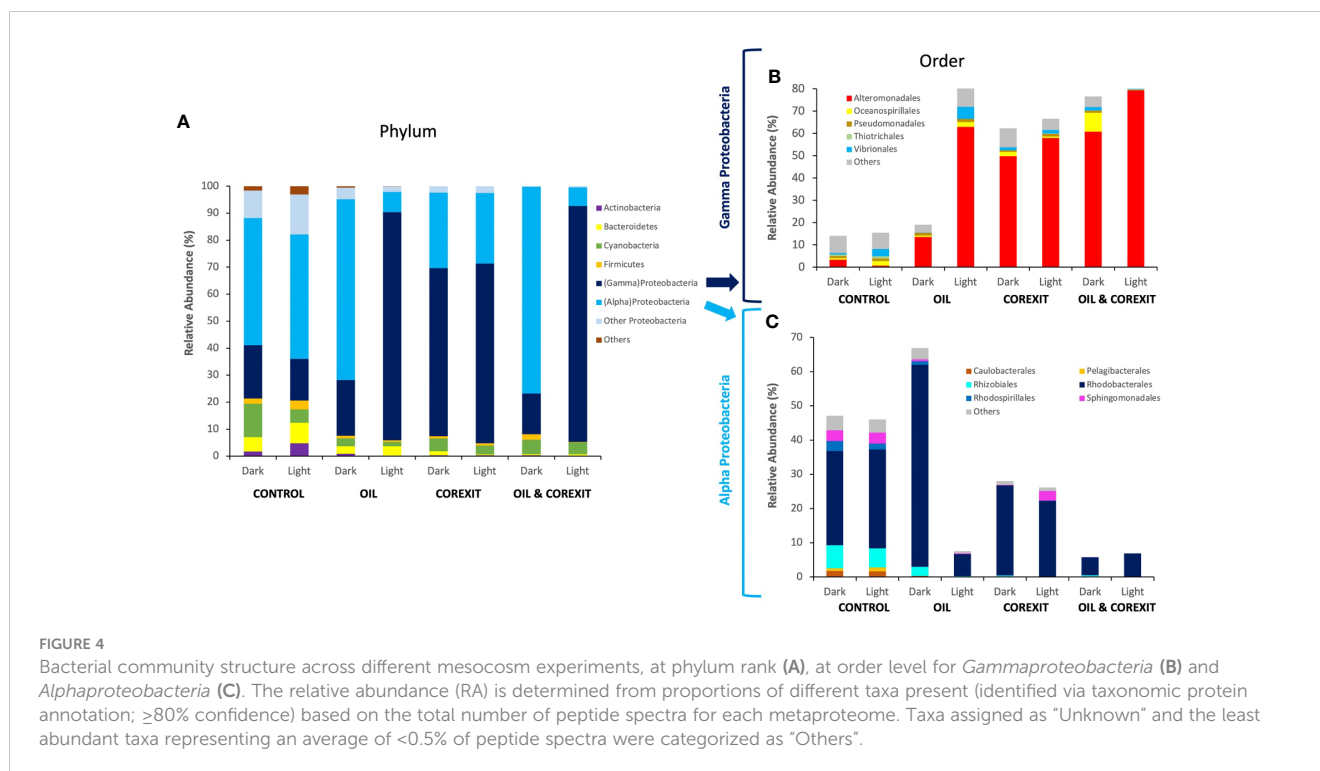 A
Phylum
Relative Abundance (%)
100
90
80
70
60
50
40
30
20
10
0
Dark Light Dark Light Dark Light Dark Light
CONTROL OIL COREXIT OIL & COREXIT
Actinobacteria
Bacteroidetes
Cyanobacteria
Firmicutes
(Gamma)Proteobacteria
(Alpha)Proteobacteria
Other Proteobacteria
Others
Gamma Proteobacteria
Alpha Proteobacteria
B
Order
Relative Abundance (%)
80
70
60
50
40
30
20
10
0
Alteromonadales
Oceanospirillales
Pseudomonadales
Thiotrichales
Vibrionales
Others
Dark Light Dark Light Dark Light Dark Light
CONTROL OIL COREXIT OIL & COREXIT
C
Relative Abundance (%)
70
60
50
40
30
20
10
0
Caulobacterales Pelagibacterales
Rhizobiales Rhodobacterales
Rhodospirillales Sphingomonadales
Others
Dark Light Dark Light Dark Light Dark Light
CONTROL OIL COREXIT OIL & COREXIT
FIGURE 4
Bacterial community structure across different mesocosm experiments, at phylum rank (A), at order level for Gammaproteobacteria (B) and
Alphaproteobacteria (C). The relative abundance (RA) is determined from proportions of different taxa present (identified via taxonomic protein
annotation; ≥80% confidence) based on the total number of peptide spectra for each metaproteome. Taxa assigned as “Unknown” and the least
abundant taxa representing an average of <0.5% of peptide spectra were categorized as “Others”.